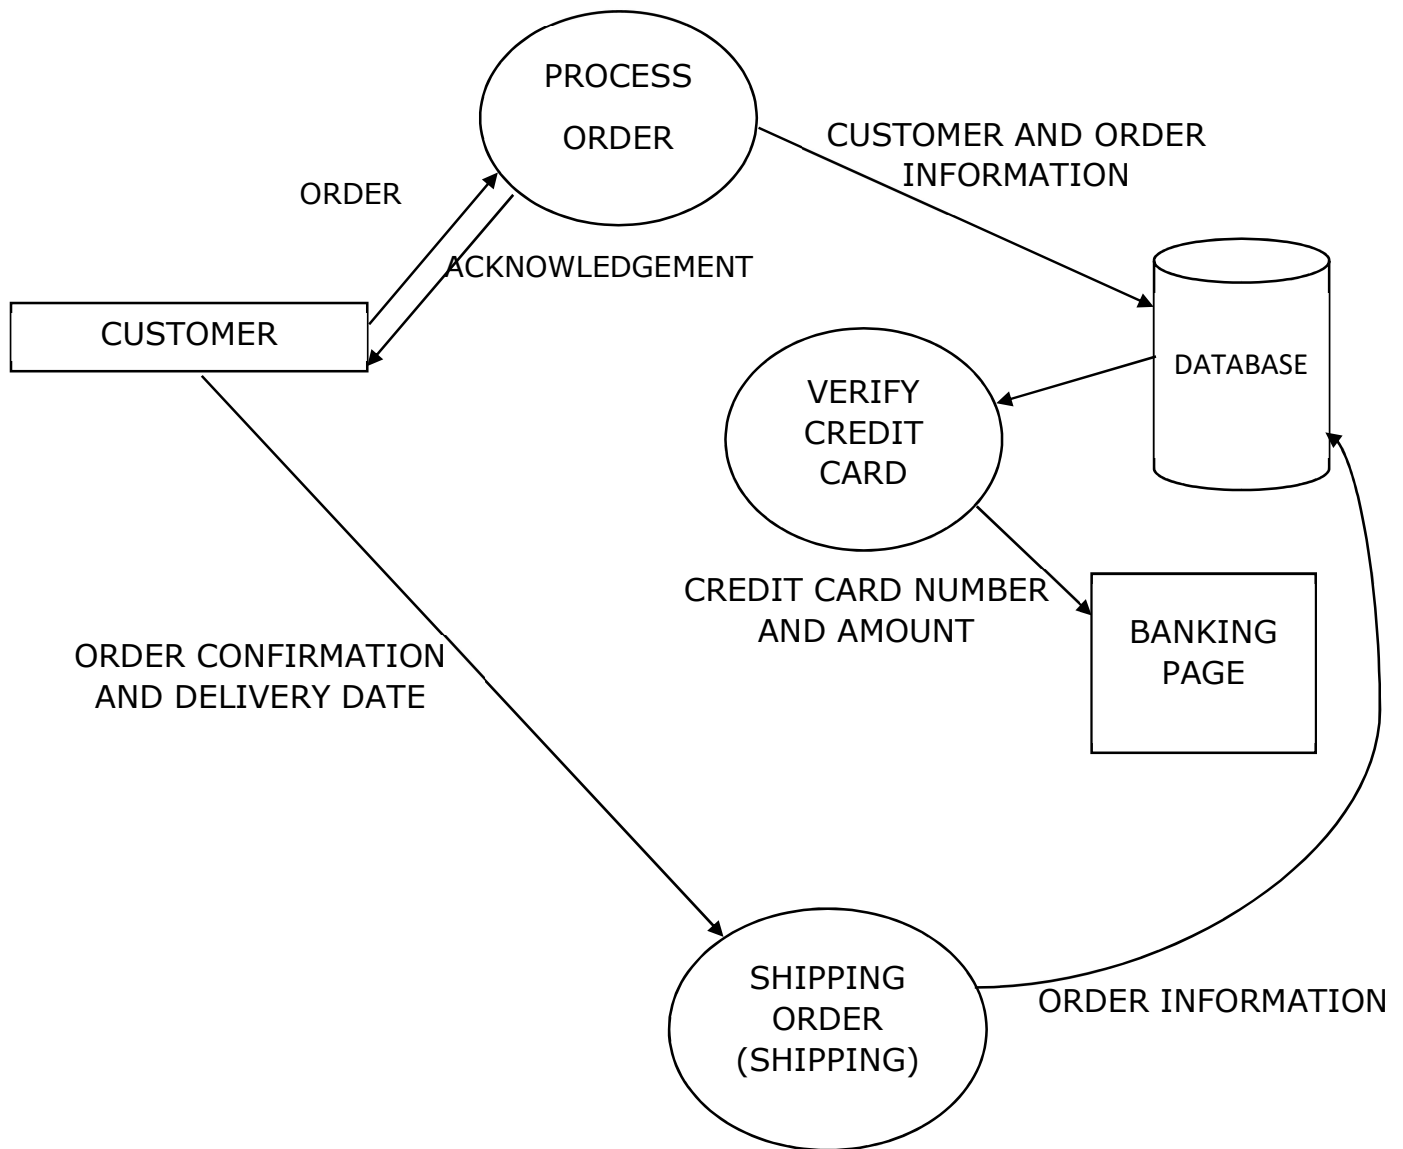 PROCESS
ORDER
CUSTOMER AND ORDER
INFORMATION
ORDER
ACKNOWLEDGEMENT
CUSTOMER
DATABASE
VERIFY
CREDIT
CARD
CREDIT CARD NUMBER
AND AMOUNT
BANKING
PAGE
ORDER CONFIRMATION
AND DELIVERY DATE
SHIPPING
ORDER
(SHIPPING)
ORDER INFORMATION